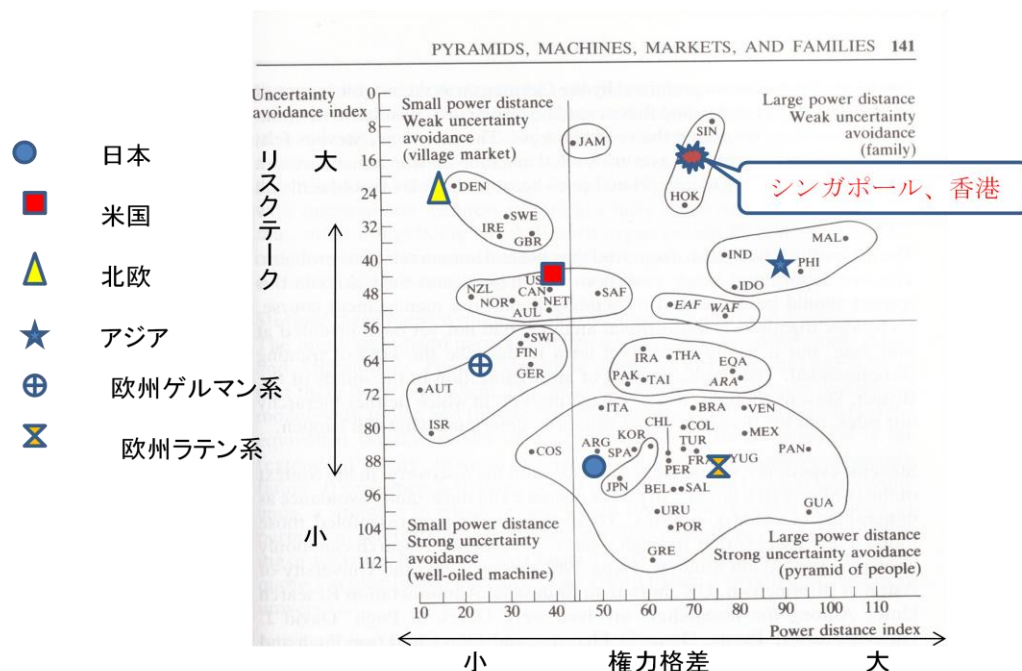 PYRAMIDS, MACHINES, MARKETS, AND FAMILIES 141
Uncertainty
avoidance index
Small power distance
Weak uncertainty
avoidance
(village market)
Large power distance
Weak uncertainty
avoidance
(family)
日本
米国
北欧
アジア
欧州ゲルマン系
欧州ラテン系
リスクテーク
大
小
シンガポール、香港
0
8
16
24
32
40
48
56
64
72
80
88
96
104
112
JAM
SIN
HOK
DEN
SWE
IRE
GBR
MAL
IND
PHI
IDO
US
CAN
NZL
NOR
NET
AUL
SAF
EAF
WAF
SWI
FIN
GER
AUT
ISR
IRA
THA
PAK
TAI
EQA
ARA
ITA
BRA
VEN
CHL
COL
MEX
COS
ARG
KOR
SPA
TUR
FRA
YUG
PAN
JPN
PER
BEL
SAL
GUA
URU
POR
GRE
Small power distance
Strong uncertainty
avoidance
(well-oiled machine)
Large power distance
Strong uncertainty avoidance
(pyramid of people)
10 20 30 40 50 60 70 80 90 100 110
Power distance index
小 権力格差 大